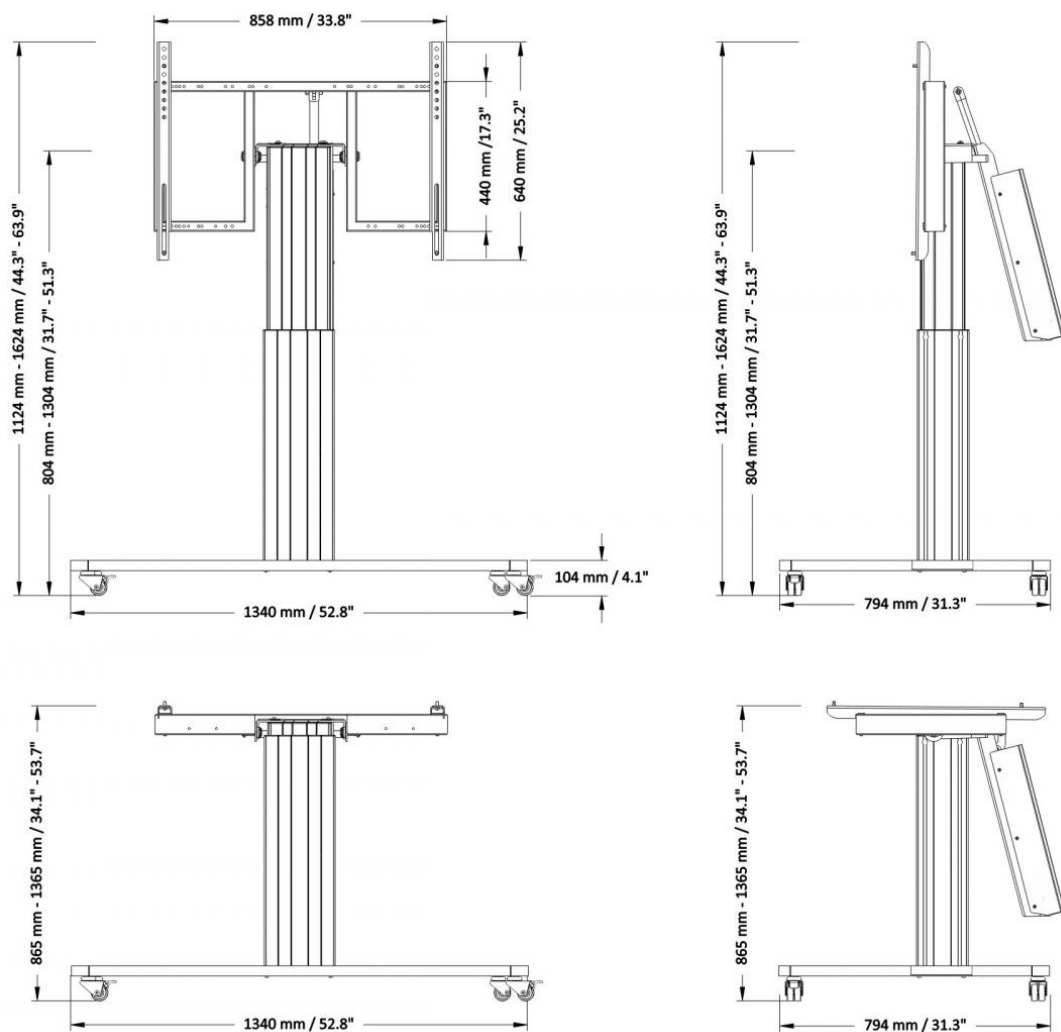 858 mm / 33.8"
1124 mm - 1624 mm / 44.3" - 63.9"
804 mm - 1304 mm / 31.7" - 51.3"
440 mm /17.3"
640 mm / 25.2"
104 mm / 4.1"
1340 mm / 52.8"
1124 mm - 1624 mm / 44.3" - 63.9"
804 mm - 1304 mm / 31.7" - 51.3"
794 mm / 31.3"
865 mm - 1365 mm / 34.1" - 53.7"
1340 mm / 52.8"
865 mm - 1365 mm / 34.1" - 53.7"
794 mm / 31.3"